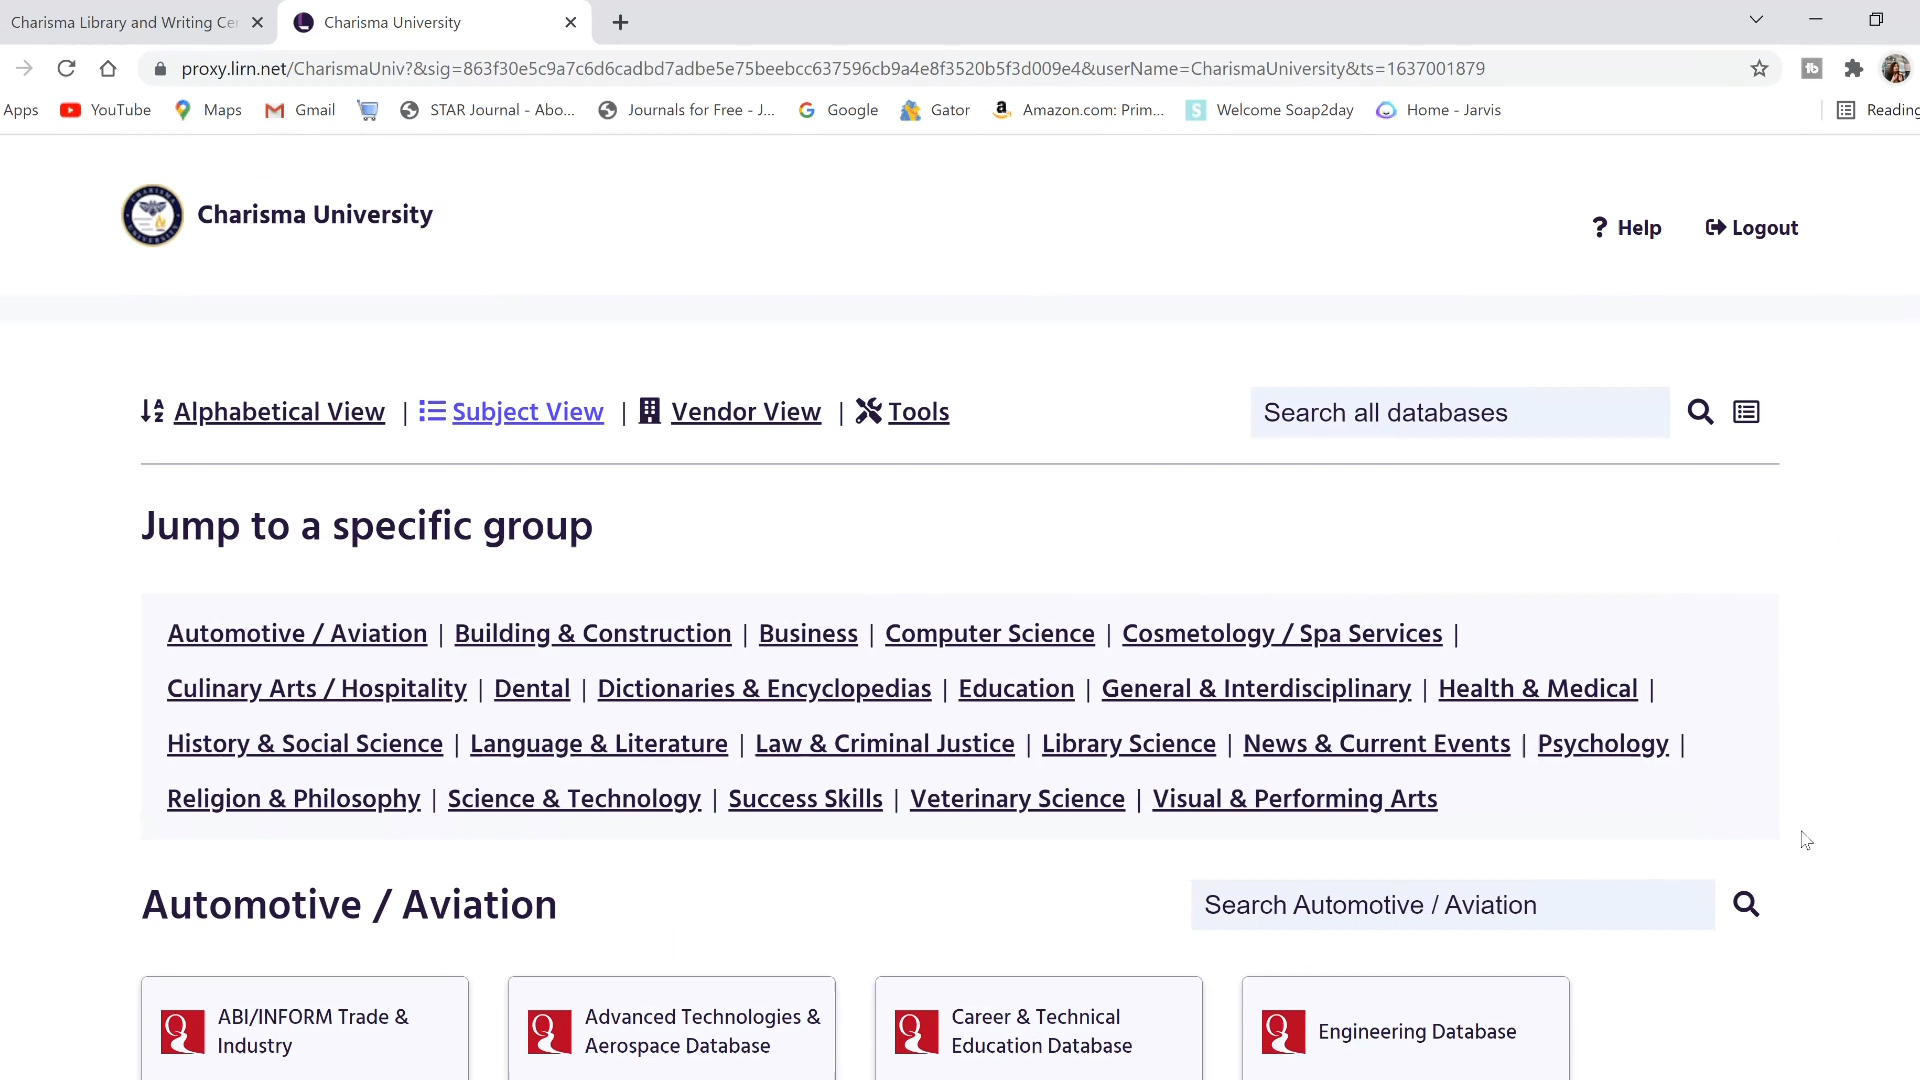 Charisma Library and Writing Cer
Charisma University
proxy.lirn.net/CharismaUniv?&sig=863f30e5c9a7c6d6cadbd7adbe5e75beebcc637596cb9a4e8f3520b5f3d009e4&userName=CharismaUniversity&ts=1637001879
Apps YouTube Maps Gmail STAR Journal - Abo... Journals for Free - J... Google Gator Amazon.com: Prim... Welcome Soap2day Home - Jarvis Reading
Charisma University
? Help Logout
Alphabetical View | Subject View | Vendor View | Tools
Search all databases
Jump to a specific group
Automotive / Aviation | Building & Construction | Business | Computer Science | Cosmetology / Spa Services |
Culinary Arts / Hospitality | Dental | Dictionaries & Encyclopedias | Education | General & Interdisciplinary | Health & Medical |
History & Social Science | Language & Literature | Law & Criminal Justice | Library Science | News & Current Events | Psychology |
Religion & Philosophy | Science & Technology | Success Skills | Veterinary Science | Visual & Performing Arts
Automotive / Aviation
Search Automotive / Aviation
ABI/INFORM Trade &
Industry
Advanced Technologies &
Aerospace Database
Career & Technical
Education Database
Engineering Database